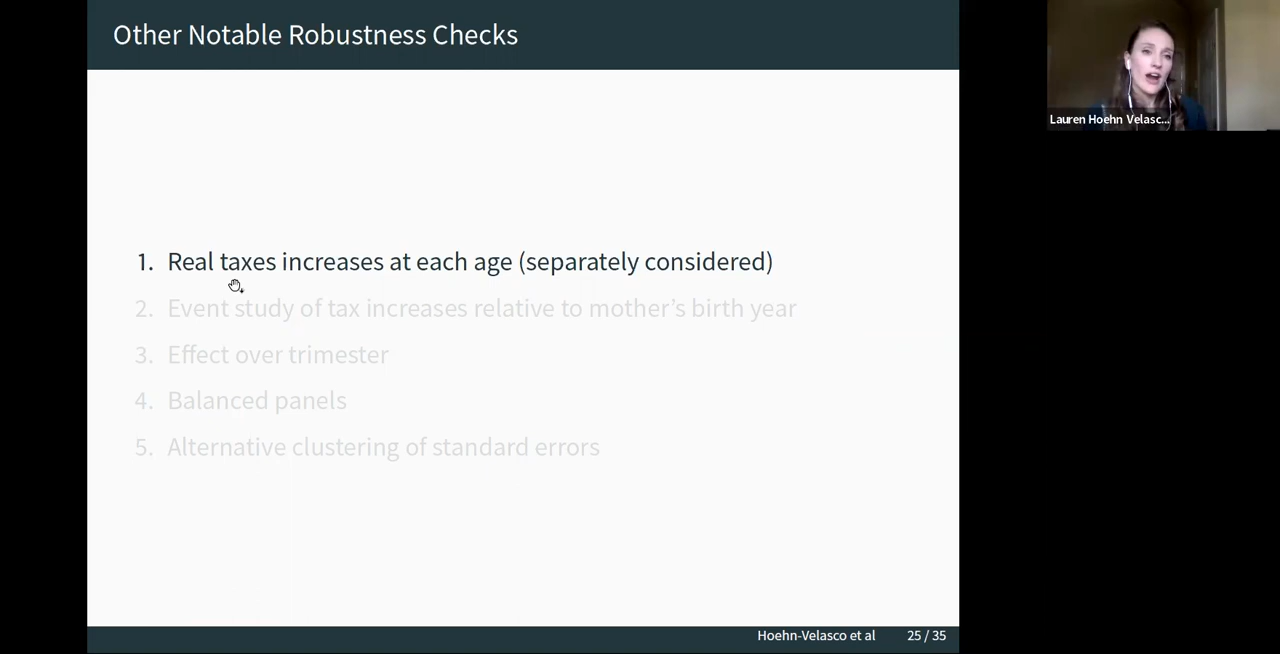 Other Notable Robustness Checks
Lauren Hoehn Velasc...
1. Real taxes increases at each age (separately considered)
2. Event study of tax increases relative to mother's birth year
3. Effect over trimester
4. Balanced panels
5. Alternative clustering of standard errors
Hoehn-Velasco et al 25 / 35